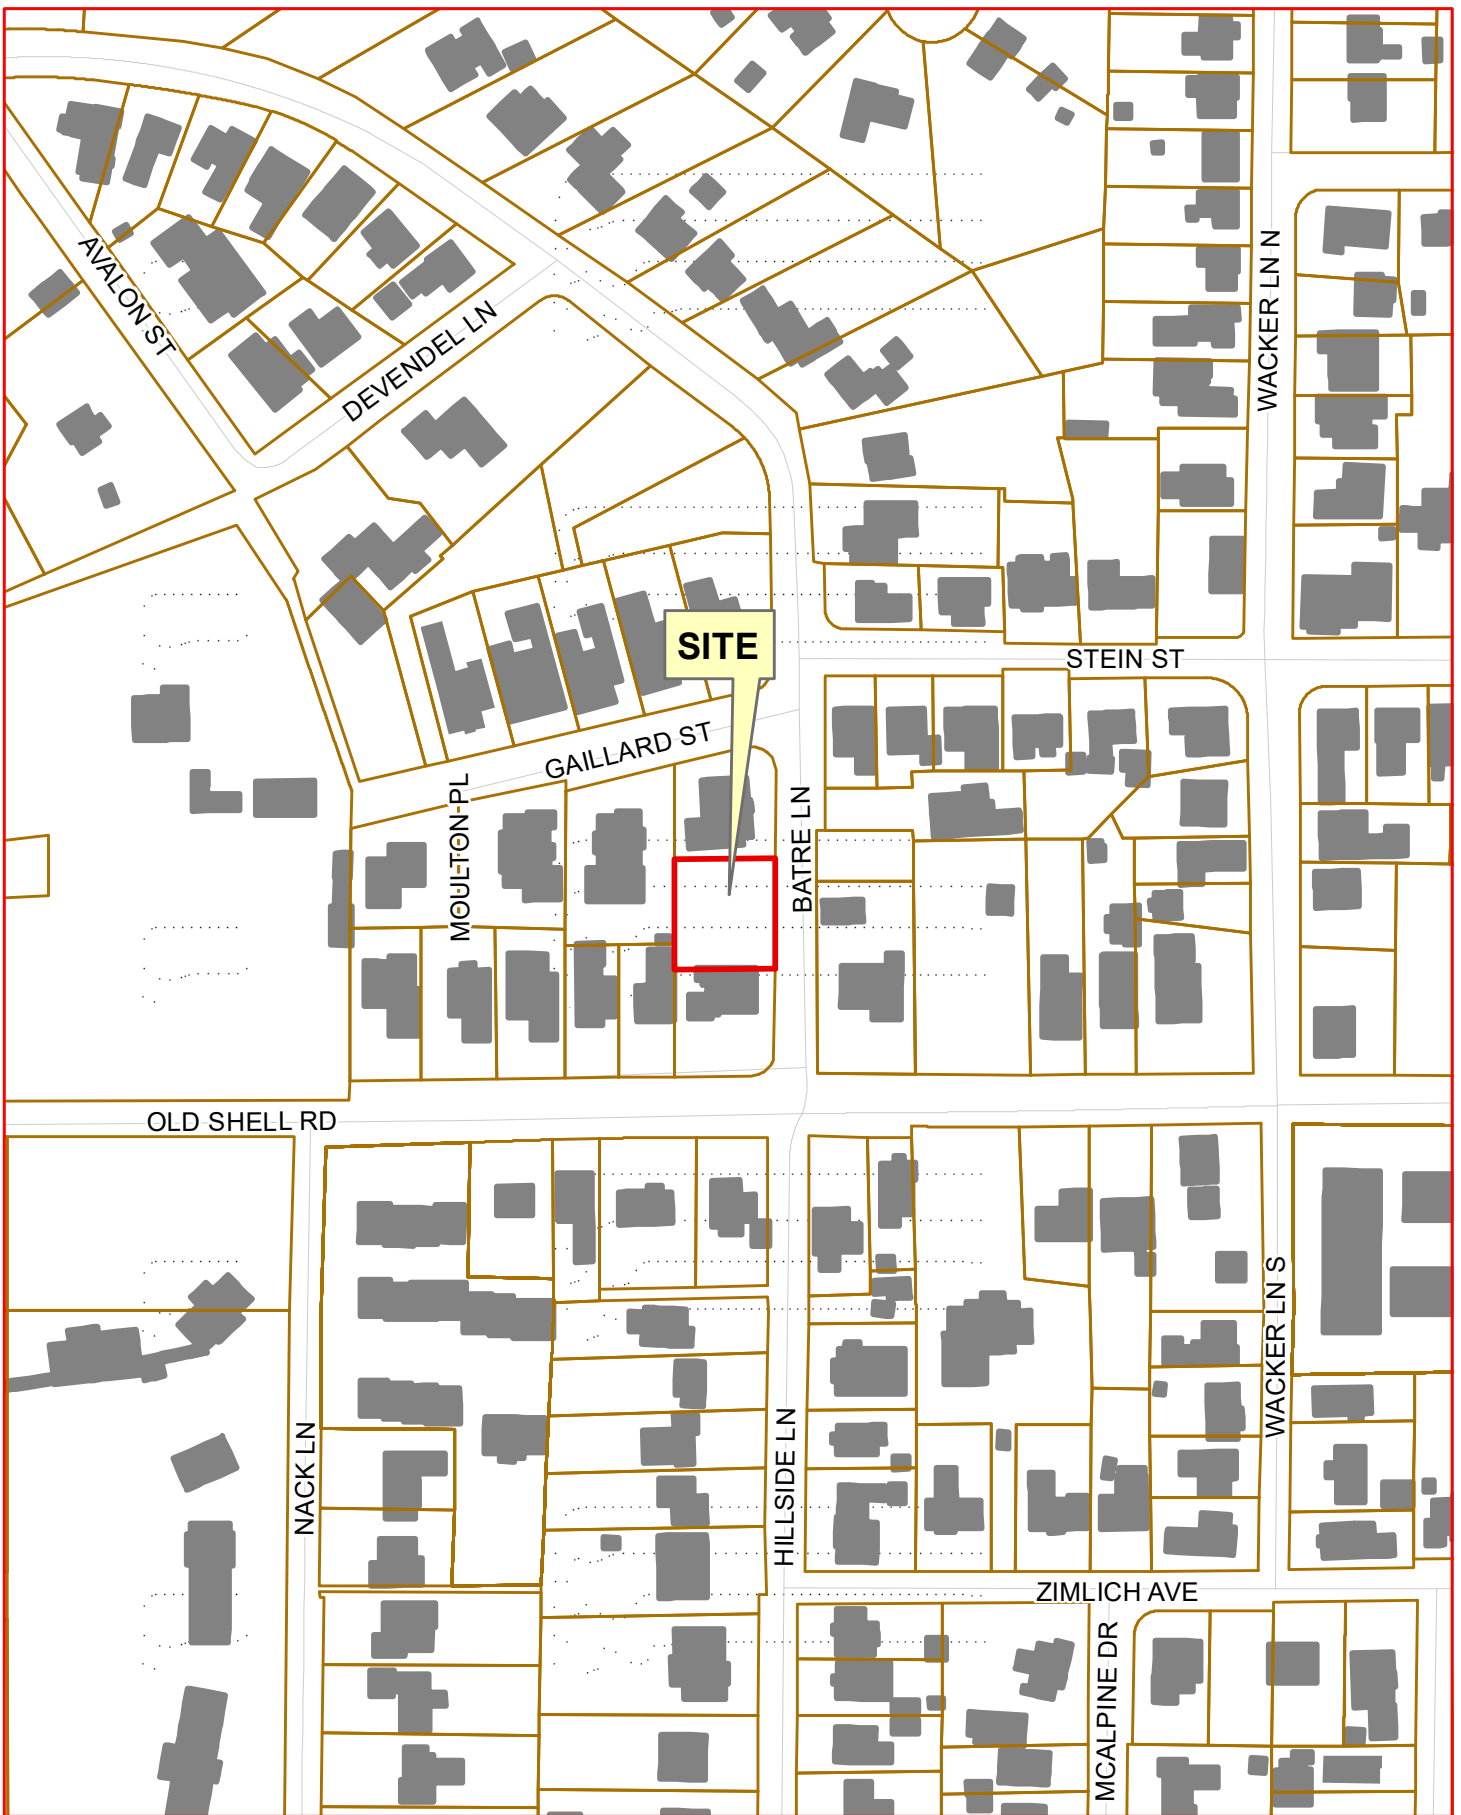 WACKER LN N
AVALON ST
DEVENDEL LN
SITE
STEIN ST
GAILLARD ST
MOULTON PL
BATRE LN
OLD SHELL RD
WACKER LN S
NACK LN
HILLSIDE LN
ZIMLICH AVE
MCALPINE DR